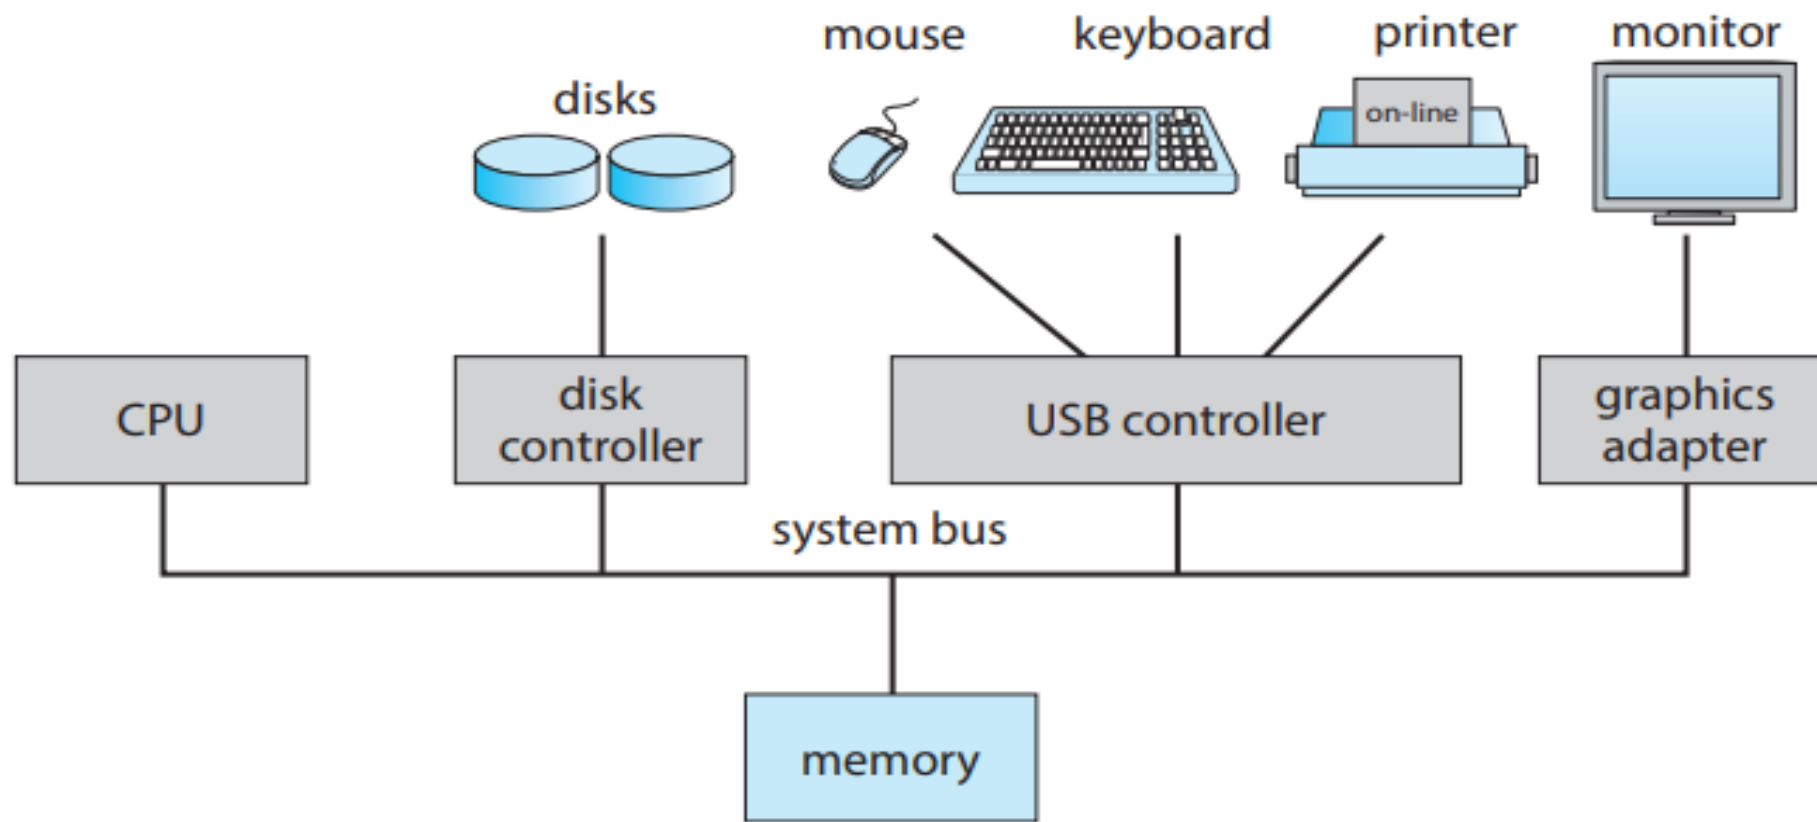 mouse
keyboard
printer
monitor
disks
on-line
CPU
disk
controller
USB controller
graphics
adapter
system bus
memory